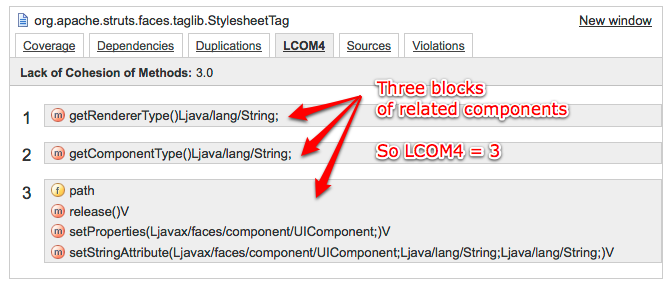 org.apache.struts.faces.taglib.StylesheetTag New window
Coverage Dependencies Duplications LCOM4 Sources Violations
Lack of Cohesion of Methods: 3.0
Three blocks
of related components
1 m getRendererType()Ljava/lang/String;
2 m getComponentType()Ljava/lang/String;
So LCOM4 = 3
3 f path
m release()V
m setProperties(Ljavax/faces/component/UIComponent;)V
m setStringAttribute(Ljavax/faces/component/UIComponent;Ljava/lang/String;Ljava/lang/String;)V